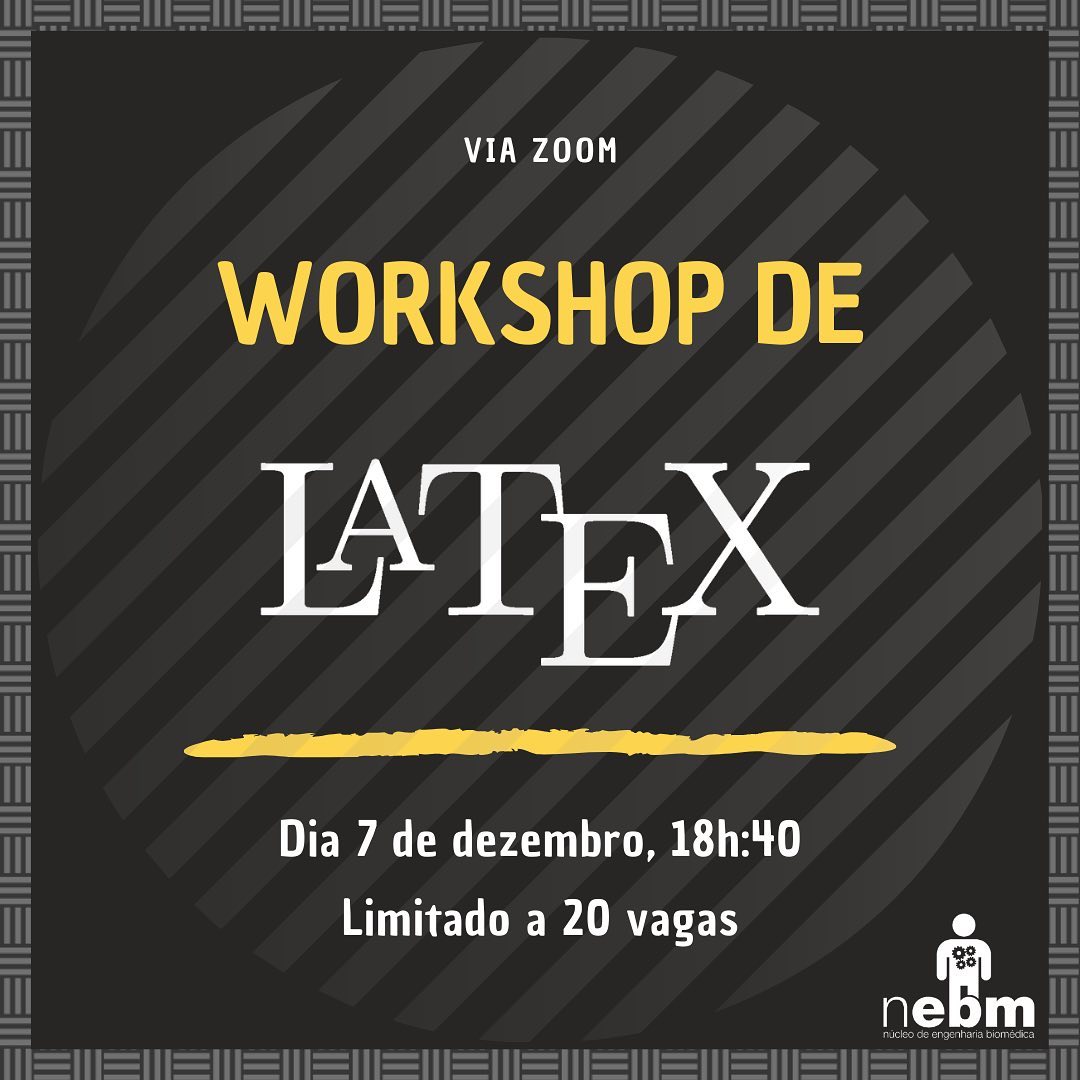 VIA ZOOM
WORKSHOP DE
LATEX
Dia 7 de dezembro, 18h:40
Limitado a 20 vagas
nebm
núcleo de engenharia biomédica